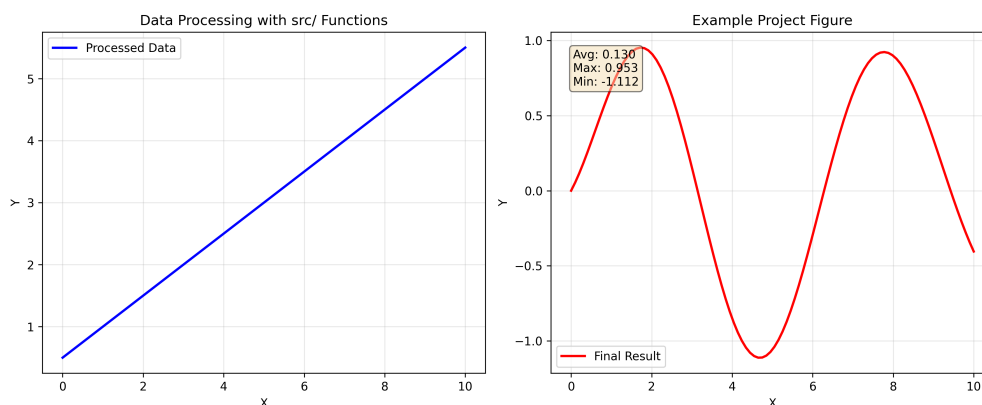 Data Processing with src/ Functions
Processed Data
5
4
3
2
1
Y
0 2 4 6 8 10
X
Example Project Figure
Avg: 0.130
Max: 0.953
Min: -1.112
1.0
0.5
0.0
−0.5
−1.0
Y
Final Result
0 2 4 6 8 10
X